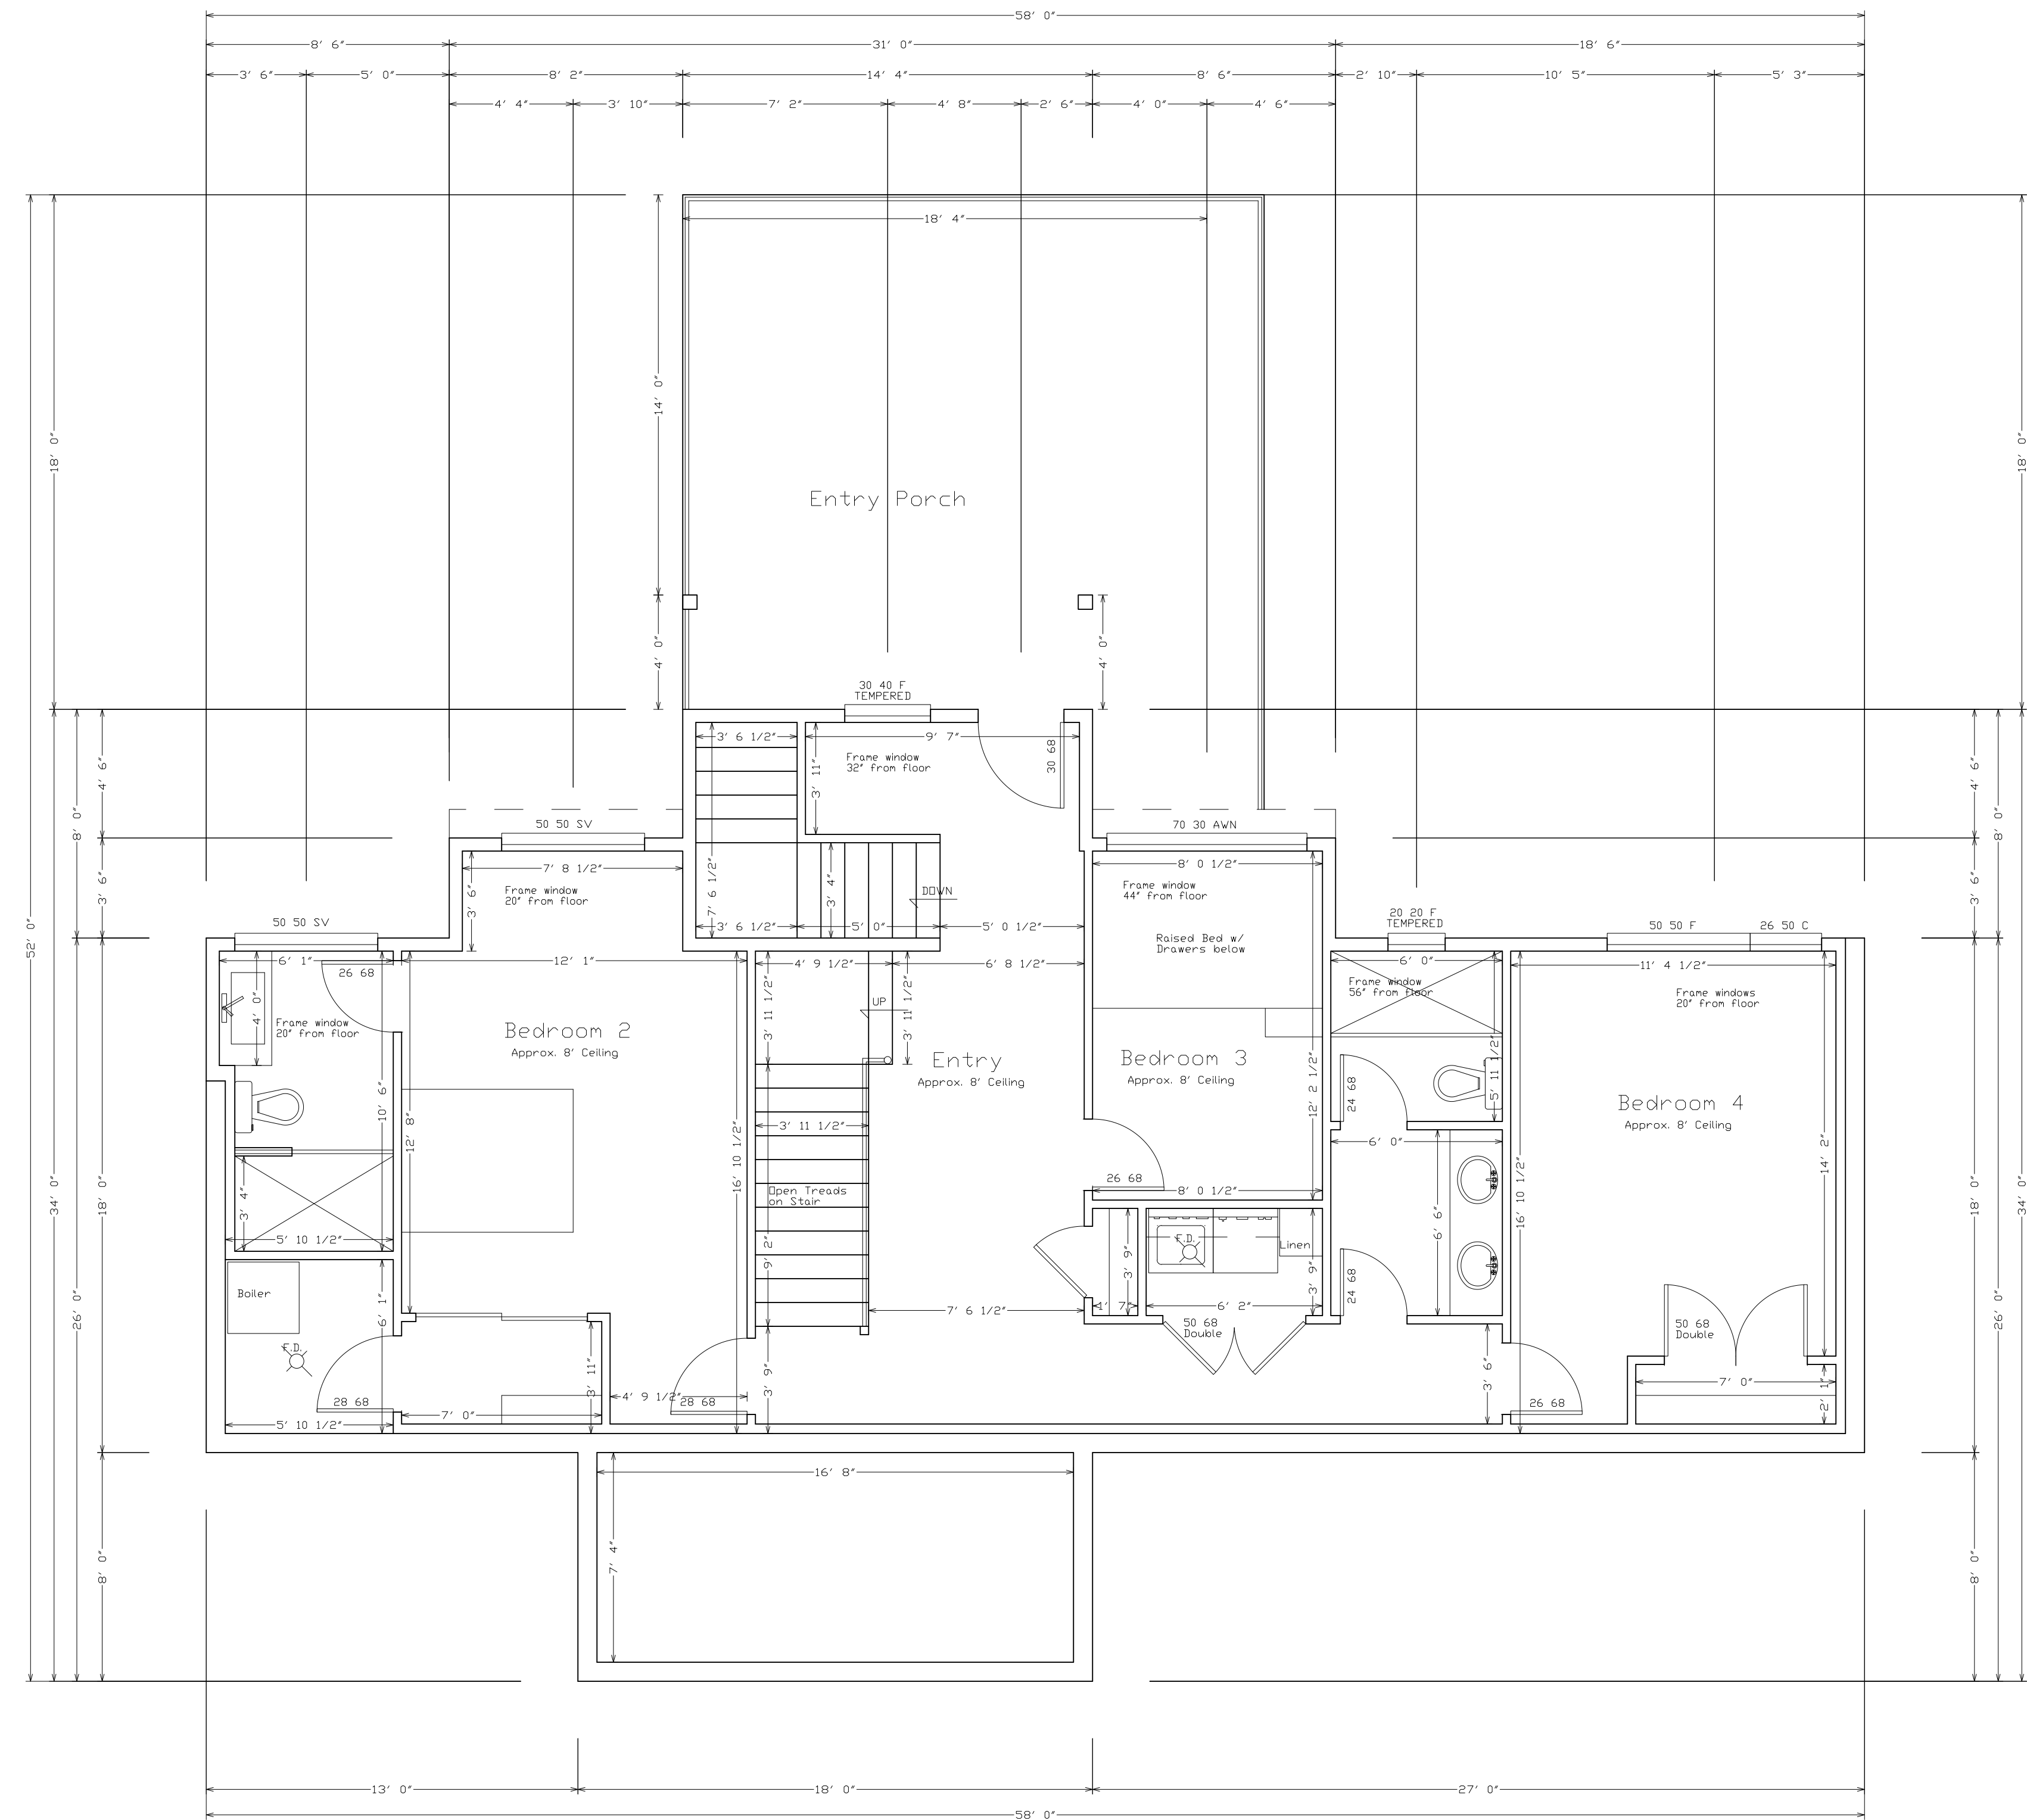 58' 0"
8' 6"
31' 0"
18' 6"
3' 6"
5' 0"
8' 2"
14' 4"
8' 6"
2' 10"
10' 5"
5' 3"
4' 4"
3' 10"
7' 2"
4' 8"
2' 6"
4' 0"
4' 6"
18' 4"
14' 0"
18' 0"
18' 0"
Entry Porch
4' 0"
4' 0"
30 40 F
TEMPERED
3' 6 1/2"
9' 7"
30 68
Frame window
32" from floor
3' 11"
4' 6"
4' 6"
8' 0"
8' 0"
50 50 SV
70 30 AWN
7' 8 1/2"
8' 0 1/2"
Frame window
20" from floor
3' 6"
7' 6 1/2"
3' 4"
DOWN
Frame window
44" from floor
3' 6"
3' 6"
50 50 SV
3' 6 1/2"
5' 0"
5' 0 1/2"
20 20 F
TEMPERED
50 50 F
26 50 C
Raised Bed w/
Drawers below
52' 0"
6' 1"
26 68
12' 1"
4' 9 1/2"
6' 8 1/2"
6' 0"
11' 4 1/2"
4' 0"
Frame window
20" from floor
UP
3' 11 1/2"
3' 11 1/2"
Frame window
56" from floor
Frame windows
20" from floor
Bedroom 2
Approx. 8' Ceiling
Entry
Approx. 8' Ceiling
Bedroom 3
Approx. 8' Ceiling
Bedroom 4
Approx. 8' Ceiling
5' 11 1/2"
24 68
12' 2 1/2"
10' 6"
12' 8"
3' 11 1/2"
6' 0"
14' 2"
16' 10 1/2"
16' 10 1/2"
26 68
8' 0 1/2"
Open Treads
on Stair
3' 4"
34' 0"
18' 0"
18' 0"
34' 0"
5' 10 1/2"
9' 2"
F.D.
Linen
3' 9"
3' 9"
6' 6"
24 68
Boiler
6' 1"
26' 0"
26' 0"
7' 6 1/2"
1' 7"
6' 2"
50 68
Double
50 68
Double
F.D.
3' 11"
3' 9"
3' 6"
28 68
7' 0"
4' 9 1/2"
28 68
26 68
7' 0"
2' 1"
5' 10 1/2"
16' 8"
7' 4"
8' 0"
8' 0"
13' 0"
18' 0"
27' 0"
58' 0"